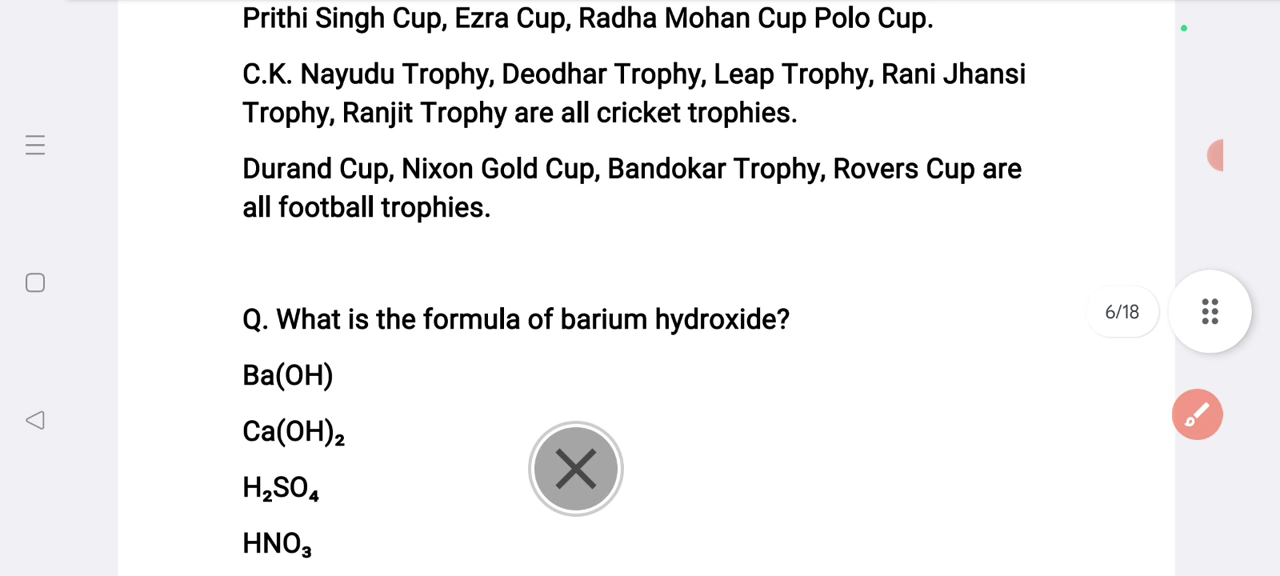 Prithi Singh Cup, Ezra Cup, Radha Mohan Cup Polo Cup.
C.K. Nayudu Trophy, Deodhar Trophy, Leap Trophy, Rani Jhansi
Trophy, Ranjit Trophy are all cricket trophies.
Durand Cup, Nixon Gold Cup, Bandokar Trophy, Rovers Cup are
all football trophies.
Q. What is the formula of barium hydroxide?
6/18
Ba(OH)
Ca(OH)₂
H₂SO₄
HNO₃